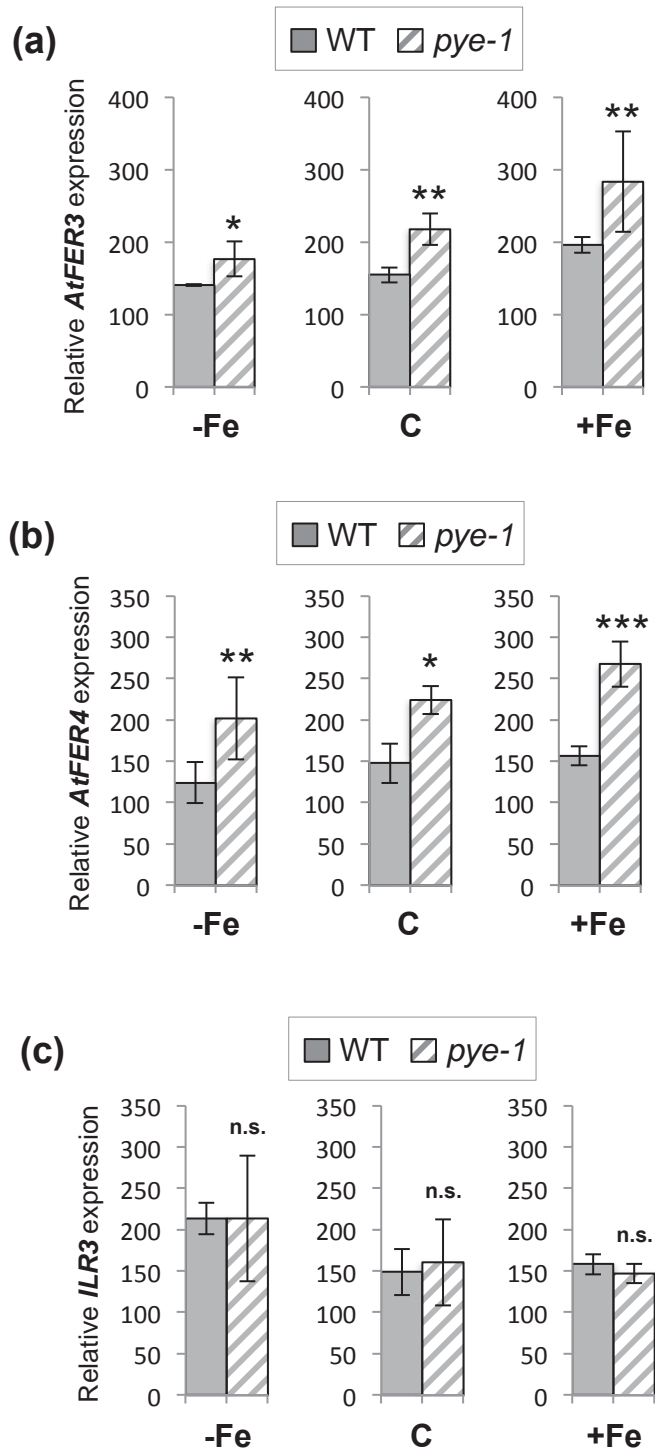 (a)
WT pye-1
Relative AtFER3 expression
400 400 400
300 300 300
200 200 200
100 100 100
0 0 0
* ** **
-Fe C +Fe
(b)
WT pye-1
Relative AtFER4 expression
350 350 350
300 300 300
250 250 250
200 200 200
150 150 150
100 100 100
50 50 50
0 0 0
** * ***
-Fe C +Fe
(c)
WT pye-1
Relative ILR3 expression
350 350 350
300 300 300
250 250 250
200 200 200
150 150 150
100 100 100
50 50 50
0 0 0
n.s. n.s. n.s.
-Fe C +Fe